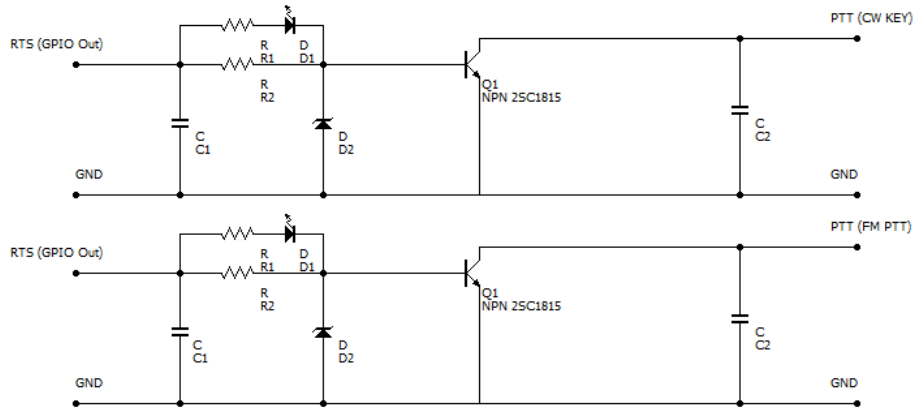 PTT (CW KEY)
RTS (GPIO Out)
R
R1
D
D1
R
R2
Q1
NPN 2SC1815
C
C1
D
D2
C
C2
GND
GND
PTT (FM PTT)
RTS (GPIO Out)
R
R1
D
D1
R
R2
Q1
NPN 2SC1815
C
C1
D
D2
C
C2
GND
GND